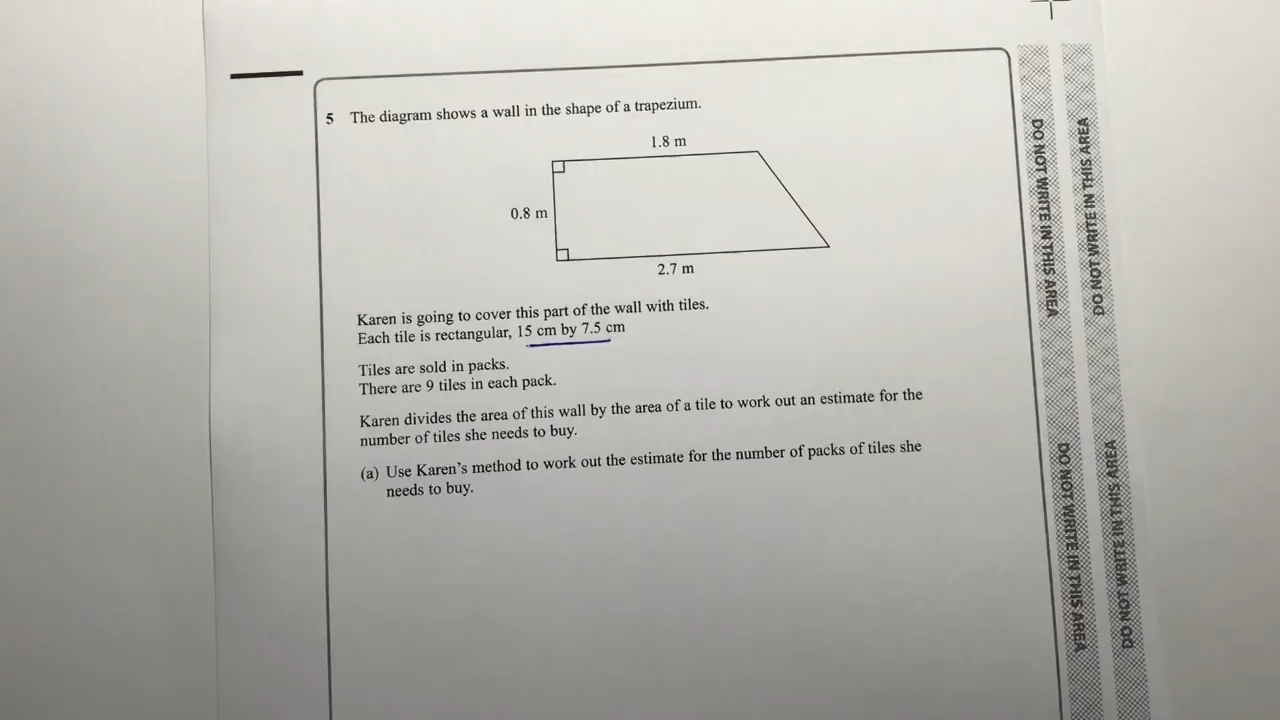 5 The diagram shows a wall in the shape of a trapezium.
1.8 m
0.8 m
2.7 m
Karen is going to cover this part of the wall with tiles.
Each tile is rectangular, 15 cm by 7.5 cm
Tiles are sold in packs.
There are 9 tiles in each pack.
Karen divides the area of this wall by the area of a tile to work out an estimate for the
number of tiles she needs to buy.
(a) Use Karen's method to work out the estimate for the number of packs of tiles she
needs to buy.
DO NOT WRITE IN THIS AREA
DO NOT WRITE IN THIS AREA
DO NOT WRITE IN THIS AREA
DO NOT WRITE IN THIS AREA